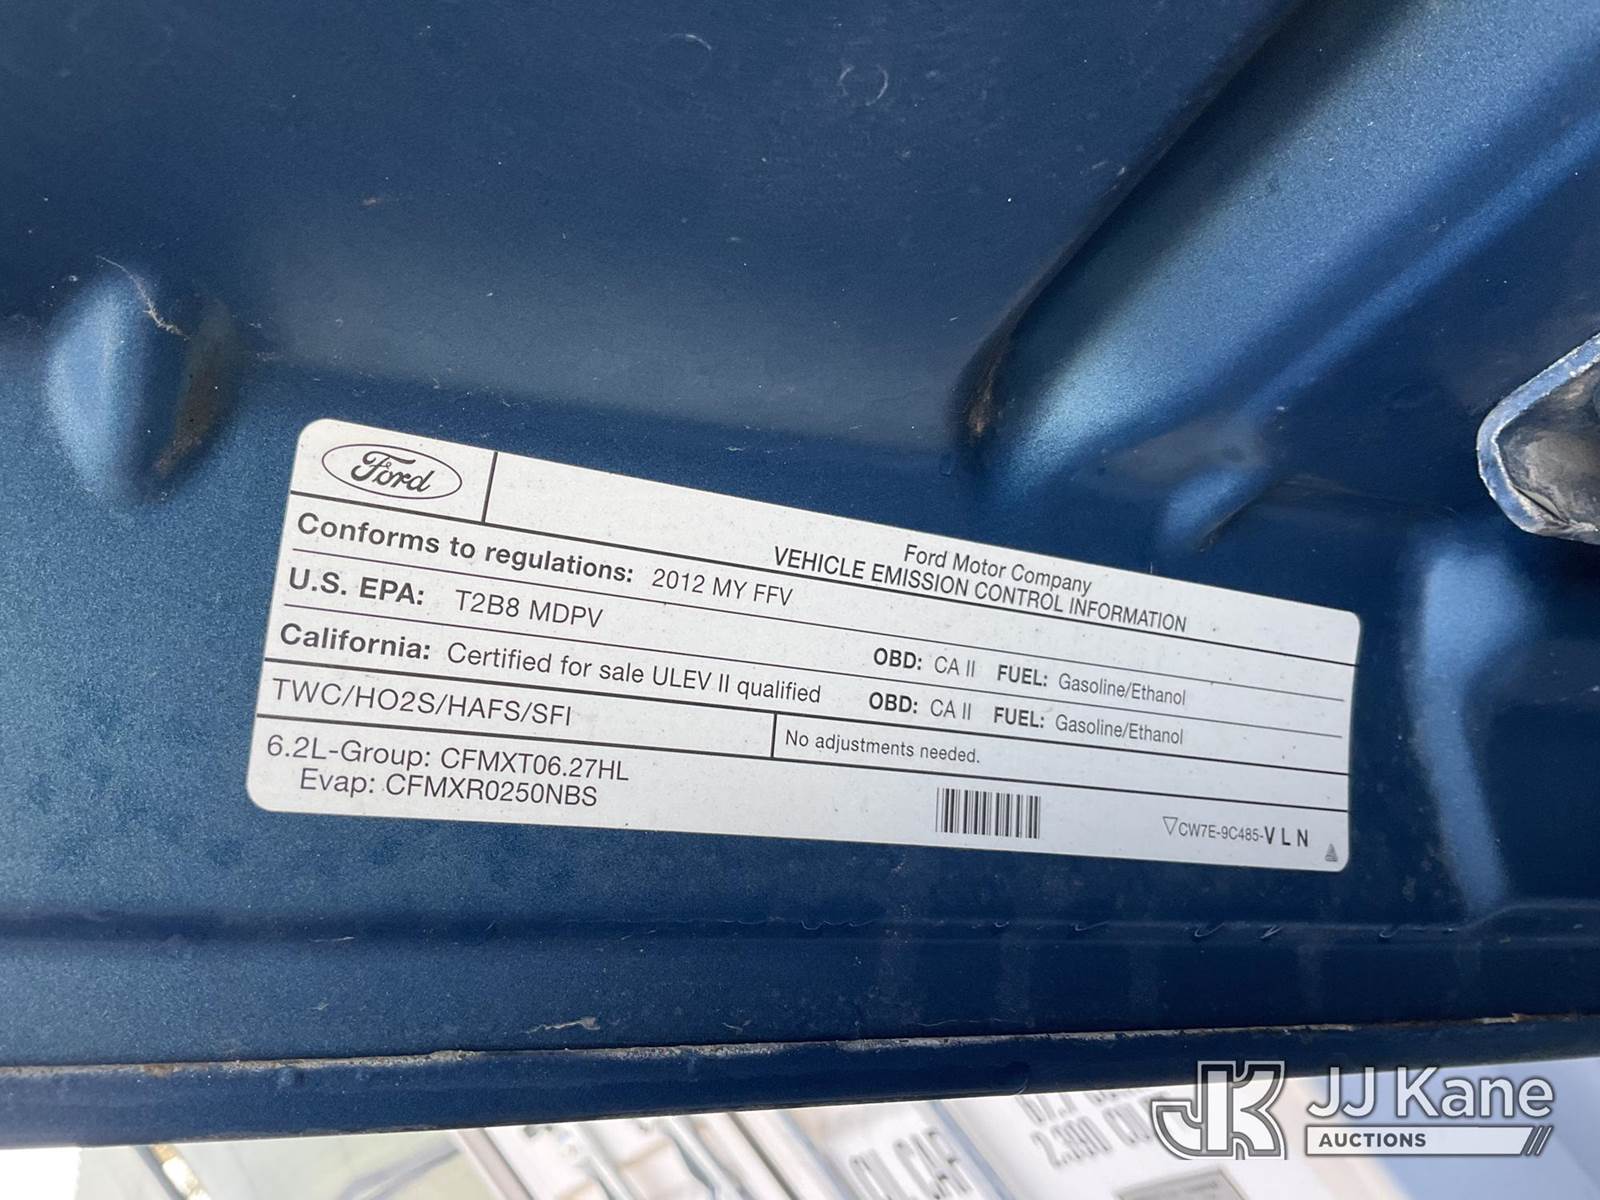 Ford
Ford Motor Company
VEHICLE EMISSION CONTROL INFORMATION
Conforms to regulations: 2012 MY FFV
U.S. EPA: T2B8 MDPV OBD: CA II FUEL: Gasoline/Ethanol
California: Certified for sale ULEV II qualified OBD: CA II FUEL: Gasoline/Ethanol
TWC/HO2S/HAFS/SFI No adjustments needed.
6.2L-Group: CFMXT06.27HL
Evap: CFMXR0250NBS
CW7E-9C485-VLN
JK JJ Kane
AUCTIONS